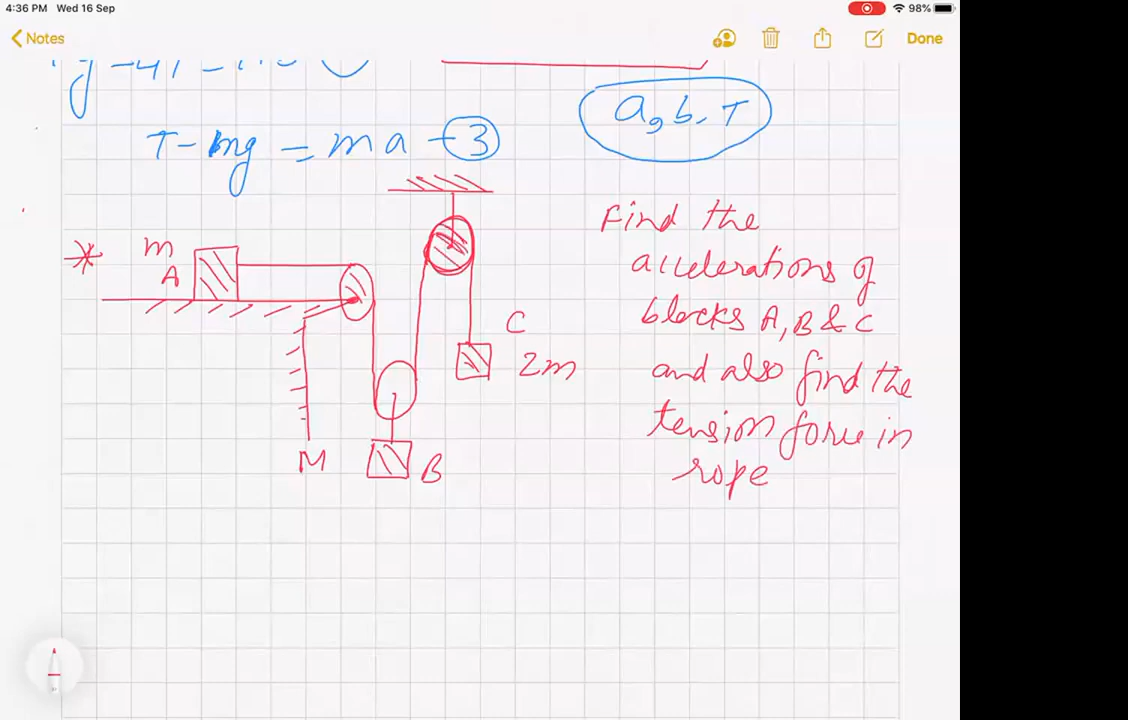 4:36 PM Wed 16 Sep
98%
Notes
Done
a, b, T
T - mg = ma - 3
* m
A
C
2m
M
B
Find the
accelerations of
blocks A, B & C
and also find the
tension force in
rope